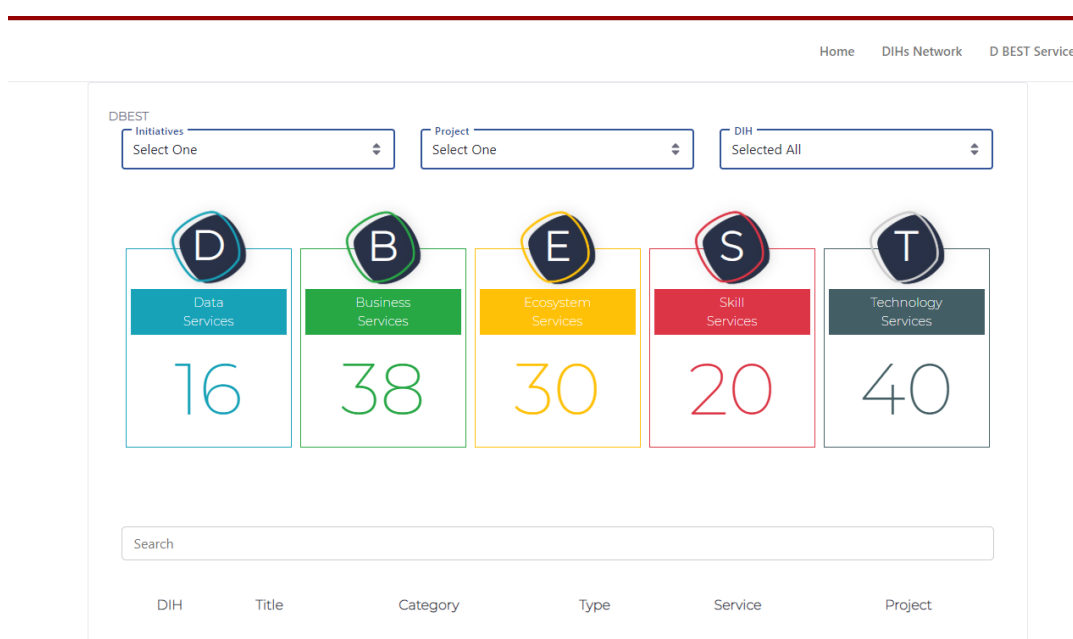 Home DIHs Network D BEST Service
DBEST
Initiatives Project DIH
Select One Select One Selected All
D B E S T
Data Business Ecosystem Skill Technology
Services Services Services Services Services
16 38 30 20 40
Search
DIH Title Category Type Service Project